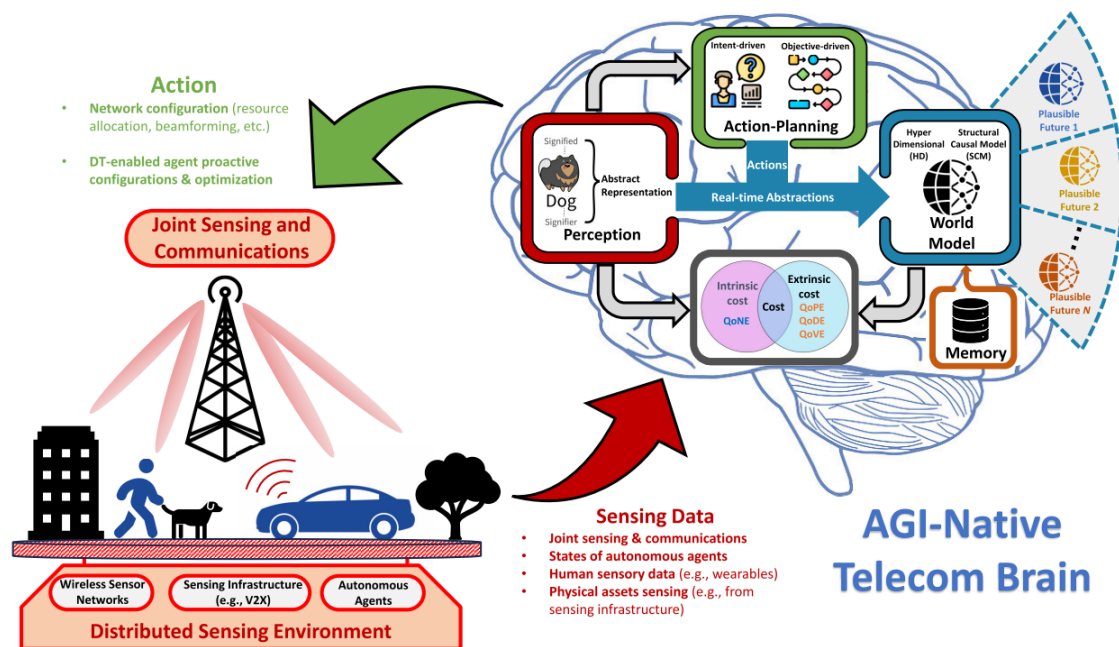 Action
• Network configuration (resource
allocation, beamforming, etc.)
• DT-enabled agent proactive
configurations & optimization
Joint Sensing and
Communications
Wireless Sensor
Networks
Sensing Infrastructure
(e.g., V2X)
Autonomous
Agents
Distributed Sensing Environment
Sensing Data
• Joint sensing & communications
• States of autonomous agents
• Human sensory data (e.g., wearables)
• Physical assets sensing (e.g., from
sensing infrastructure)
Intent-driven
Objective-driven
Action-Planning
Signified
Dog
Signifier
Abstract
Representation
Perception
Actions
Real-time Abstractions
Hyper
Dimensional
(HD)
Structural
Causal Model
(SCM)
World
Model
Intrinsic
cost
QoNE
Cost
Extrinsic
cost
QoPE
QoDE
QoVE
Memory
Plausible
Future 1
Plausible
Future 2
Plausible
Future N
AGI-Native
Telecom Brain